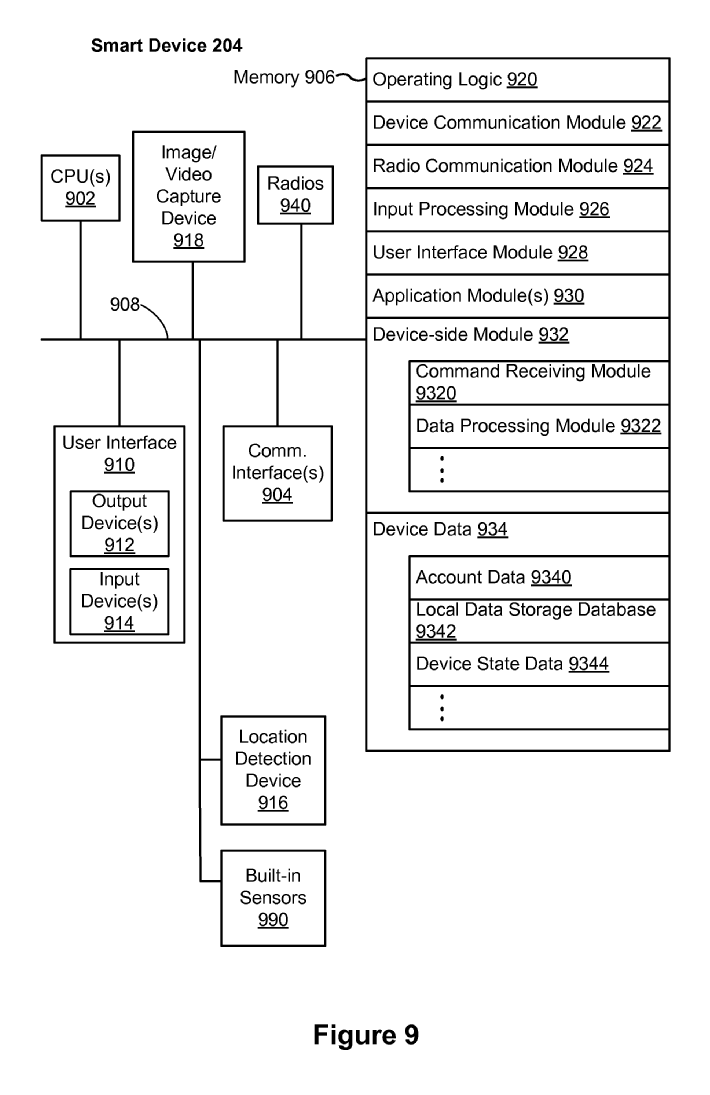 Smart Device 204
Memory 906
Operating Logic 920
Device Communication Module 922
Radio Communication Module 924
Input Processing Module 926
User Interface Module 928
Application Module(s) 930
Device-side Module 932
Command Receiving Module
9320
Data Processing Module 9322
Device Data 934
Account Data 9340
Local Data Storage Database
9342
Device State Data 9344
CPU(s)
902
Image/
Video
Capture
Device
918
Radios
940
908
User Interface
910
Output
Device(s)
912
Input
Device(s)
914
Comm.
Interface(s)
904
Location
Detection
Device
916
Built-in
Sensors
990
Figure 9